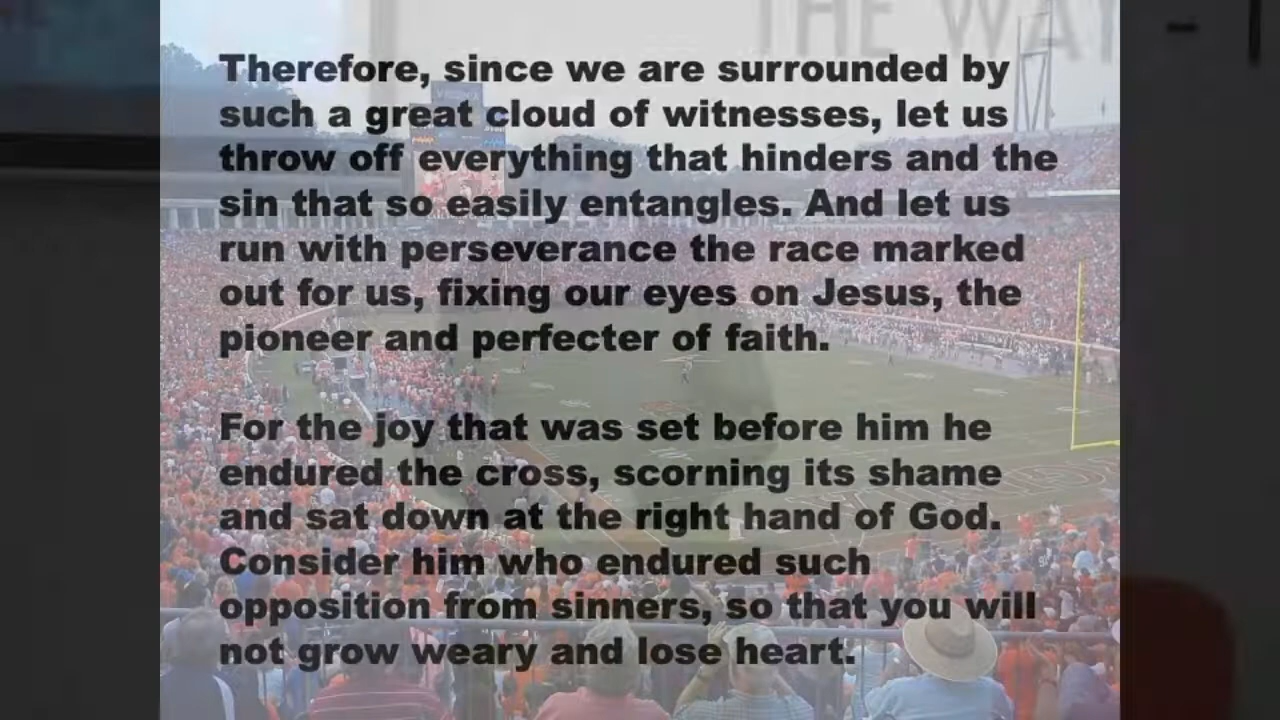 THE WAY
Therefore, since we are surrounded by
such a great cloud of witnesses, let us
throw off everything that hinders and the
sin that so easily entangles. And let us
run with perseverance the race marked
out for us, fixing our eyes on Jesus, the
pioneer and perfecter of faith.
For the joy that was set before him he
endured the cross, scorning its shame
and sat down at the right hand of God.
Consider him who endured such
opposition from sinners, so that you will
not grow weary and lose heart.